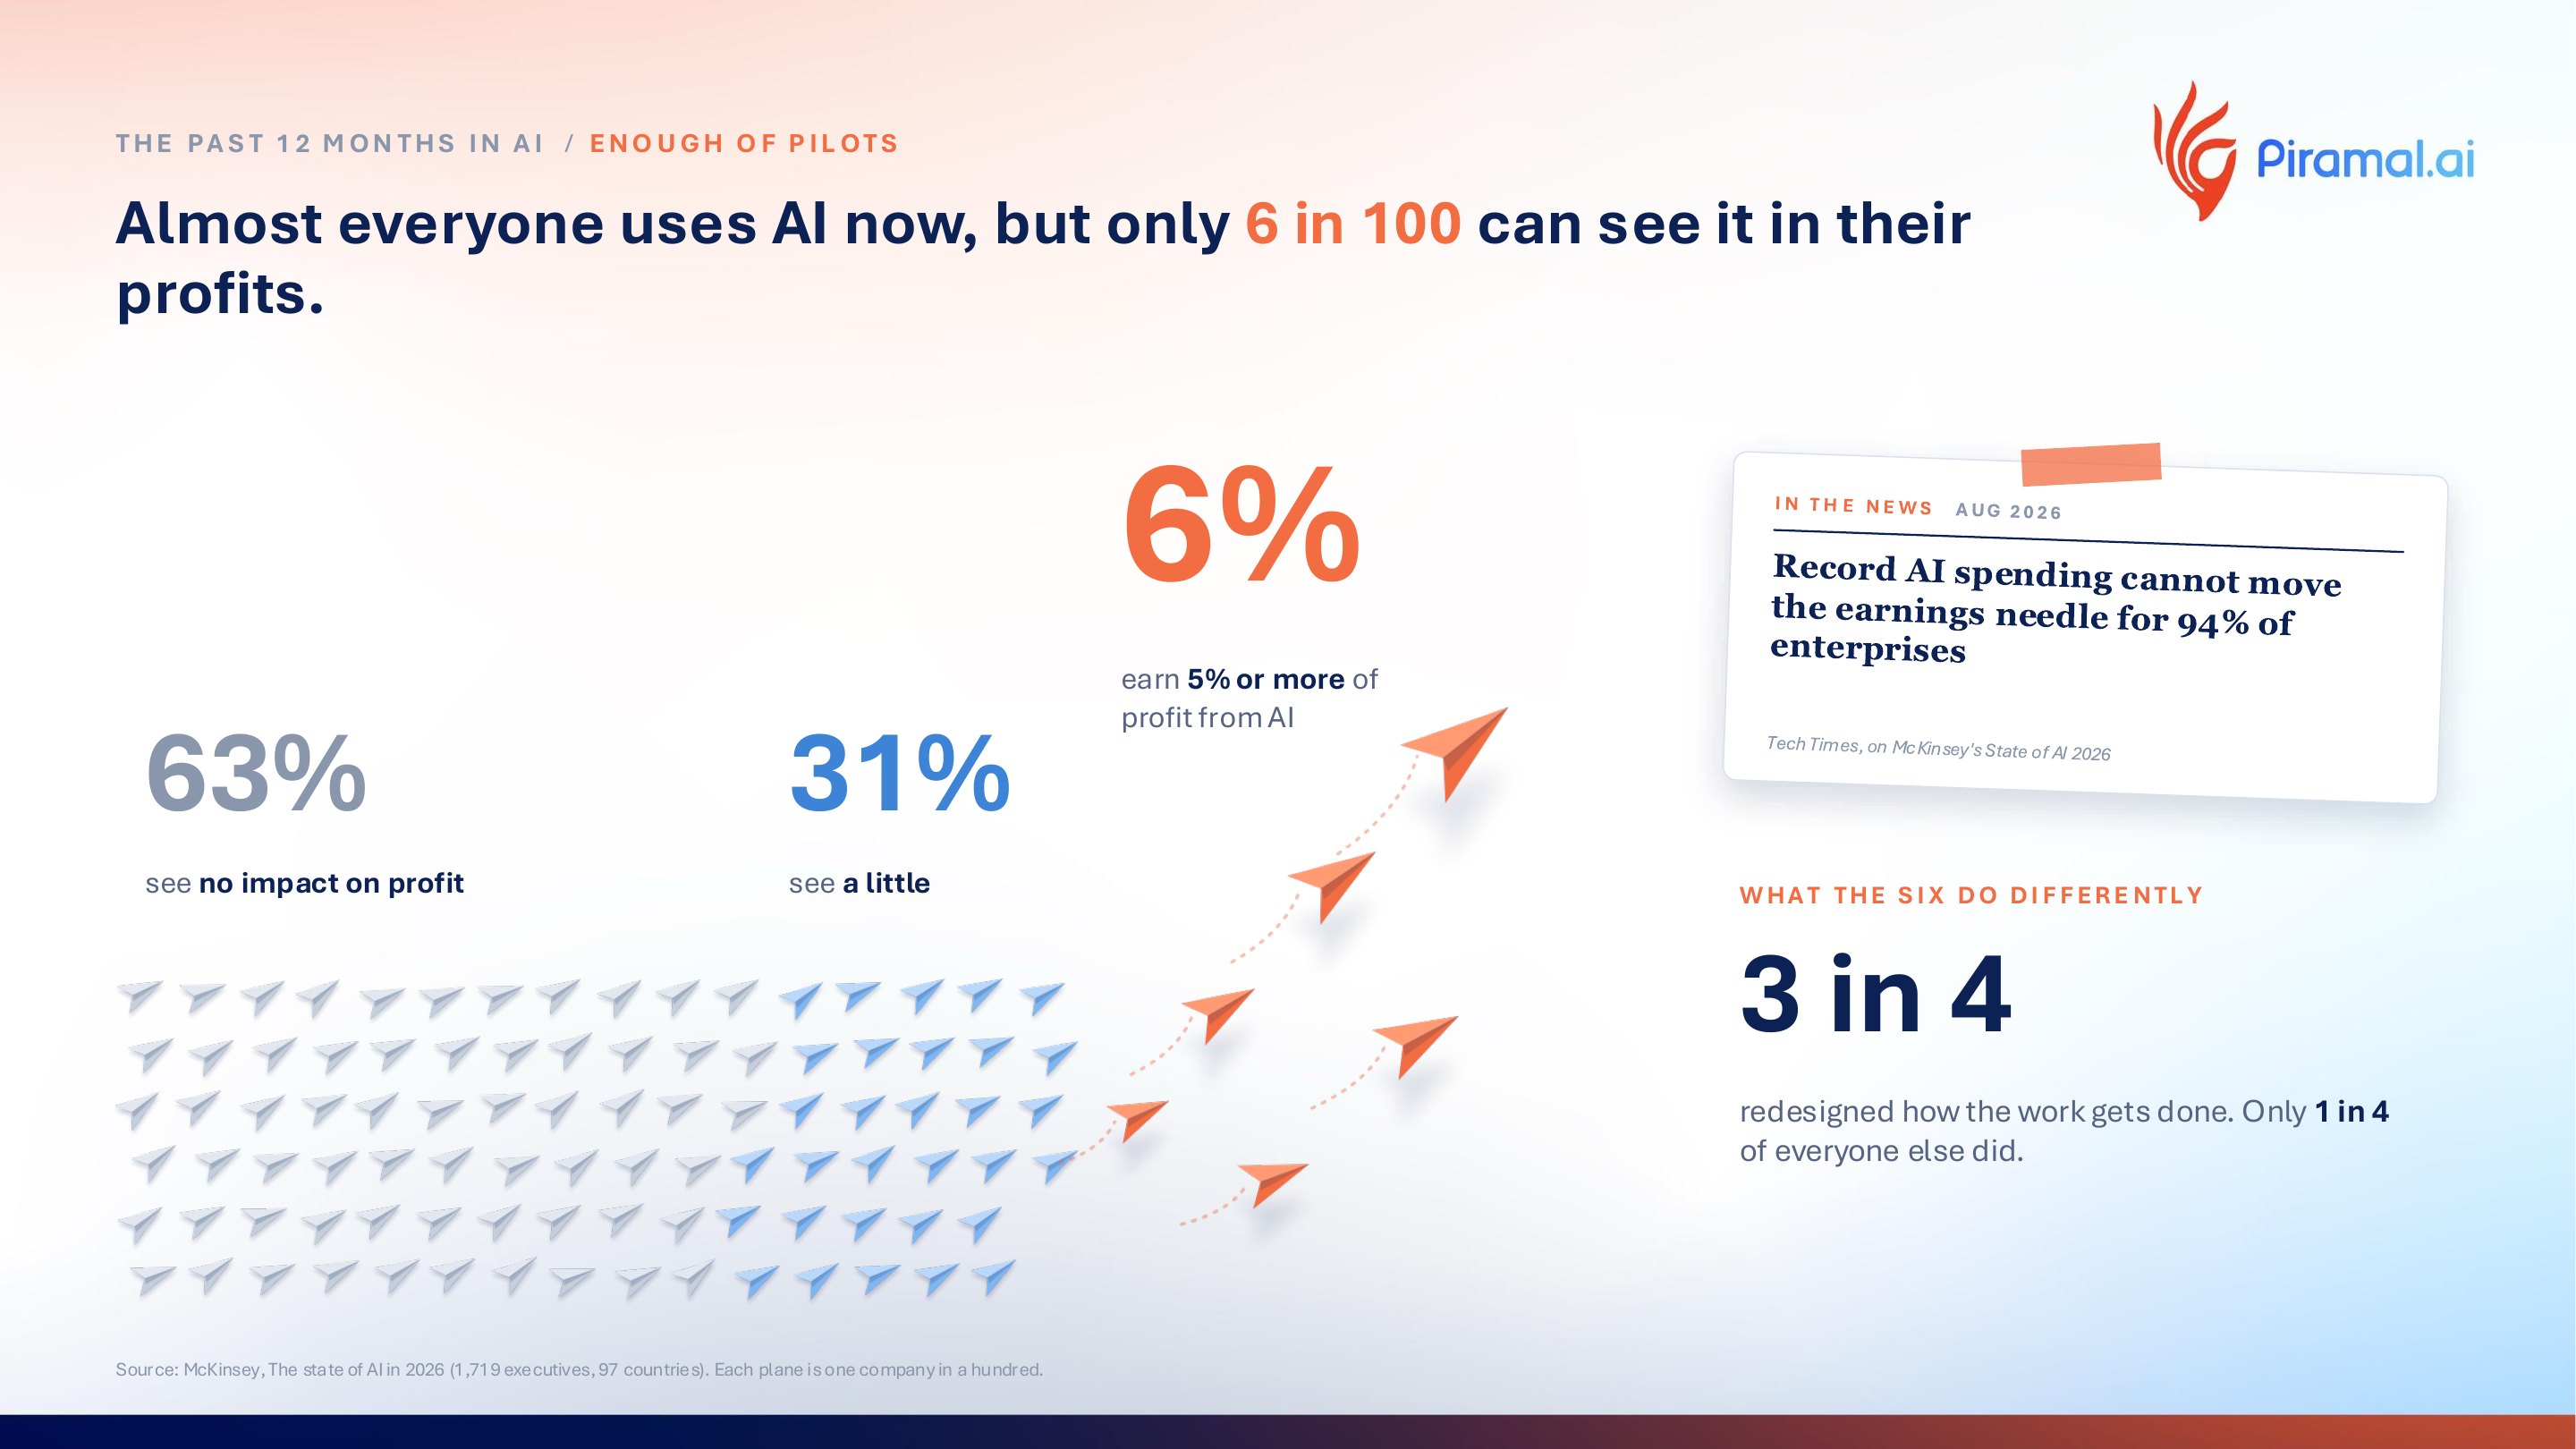 THE PAST 12 MONTHS IN AI / ENOUGH OF PILOTS
Piramal.ai
Almost everyone uses AI now, but only 6 in 100 can see it in their
profits.
6%
earn 5% or more of
profit from AI
63%
see no impact on profit
31%
see a little
IN THE NEWS AUG 2026
Record AI spending cannot move
the earnings needle for 94% of
enterprises
Tech Times, on McKinsey's State of AI 2026
WHAT THE SIX DO DIFFERENTLY
3 in 4
redesigned how the work gets done. Only 1 in 4
of everyone else did.
Source: McKinsey, The state of AI in 2026 (1,719 executives, 97 countries). Each plane is one company in a hundred.